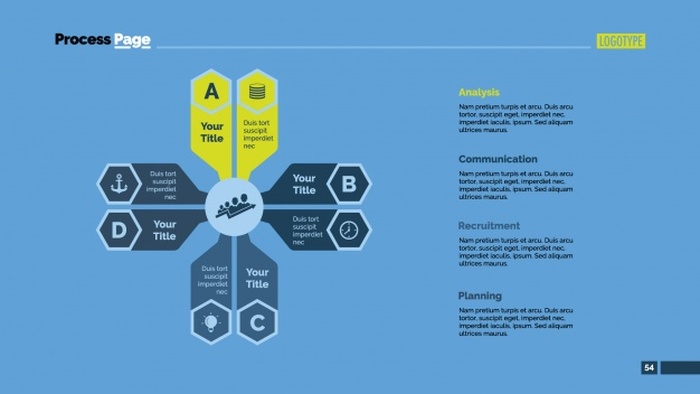 Process Page
LOGOTYPE
A
Your
Title
Duis tort
suscipit
imperdiet
nec
Duis tort
suscipit
imperdiet
nec
Your
Title
B
D
Your
Title
Duis tort
suscipit
imperdiet
nec
Duis tort
suscipit
imperdiet
nec
Your
Title
C
Analysis
Nam pretium turpis et arcu. Duis arcu
tortor, suscipit eget, imperdiet nec,
imperdiet iaculis, ipsum. Sed aliquam
ultrices maurus.
Communication
Nam pretium turpis et arcu. Duis arcu
tortor, suscipit eget, imperdiet nec,
imperdiet iaculis, ipsum. Sed aliquam
ultrices maurus.
Recruitment
Nam pretium turpis et arcu. Duis arcu
tortor, suscipit eget, imperdiet nec,
imperdiet iaculis, ipsum. Sed aliquam
ultrices maurus.
Planning
Nam pretium turpis et arcu. Duis arcu
tortor, suscipit eget, imperdiet nec,
imperdiet iaculis, ipsum. Sed aliquam
ultrices maurus.
54